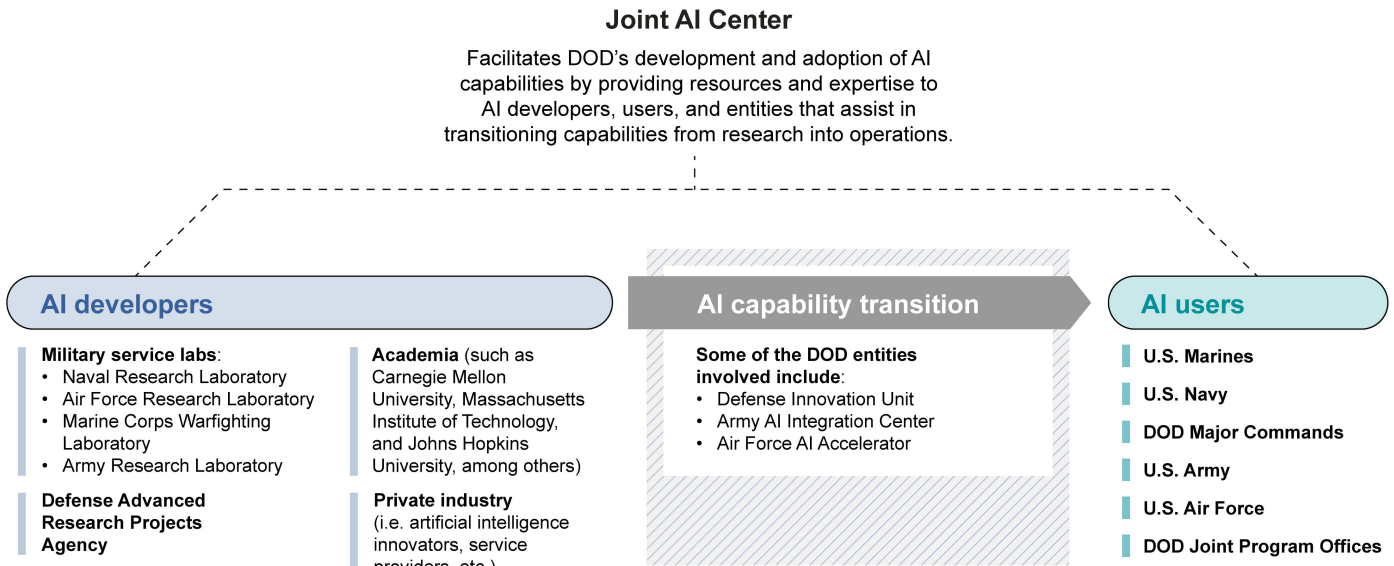 Joint AI Center
Facilitates DOD's development and adoption of AI
capabilities by providing resources and expertise to
AI developers, users, and entities that assist in
transitioning capabilities from research into operations.
AI developers
Military service labs:
• Naval Research Laboratory
• Air Force Research Laboratory
• Marine Corps Warfighting
Laboratory
• Army Research Laboratory
Defense Advanced
Research Projects
Agency
Academia (such as
Carnegie Mellon
University, Massachusetts
Institute of Technology,
and Johns Hopkins
University, among others)
Private industry
(i.e. artificial intelligence
innovators, service
providers, etc.)
AI capability transition
Some of the DOD entities
involved include:
• Defense Innovation Unit
• Army AI Integration Center
• Air Force AI Accelerator
AI users
U.S. Marines
U.S. Navy
DOD Major Commands
U.S. Army
U.S. Air Force
DOD Joint Program Offices